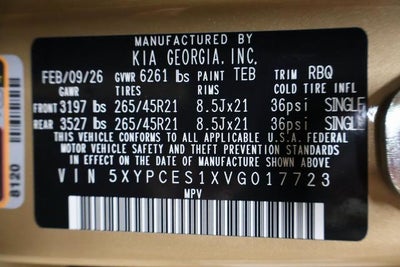 MANUFACTURED BY
KIA GEORGIA, INC.
FEB/09/26 GVWR 6261 lbs PAINT TEB TRIM RBQ
GAWR TIRES RIMS COLD TIRE INFL
FRONT 3197 lbs 265/45R21 8.5Jx21 36psi SINGLE
REAR 3527 lbs 265/45R21 8.5Jx21 36psi SINGLE
THIS VEHICLE CONFORMS TO ALL APPLICABLE U.S.A. FEDERAL
MOTOR VEHICLE SAFETY, BUMPER, AND THEFT PREVENTION STANDARDS
IN EFFECT ON THE DATE OF MANUFACTURE SHOWN ABOVE.
VIN 5XYPCES1XVG017723
MPV
8120